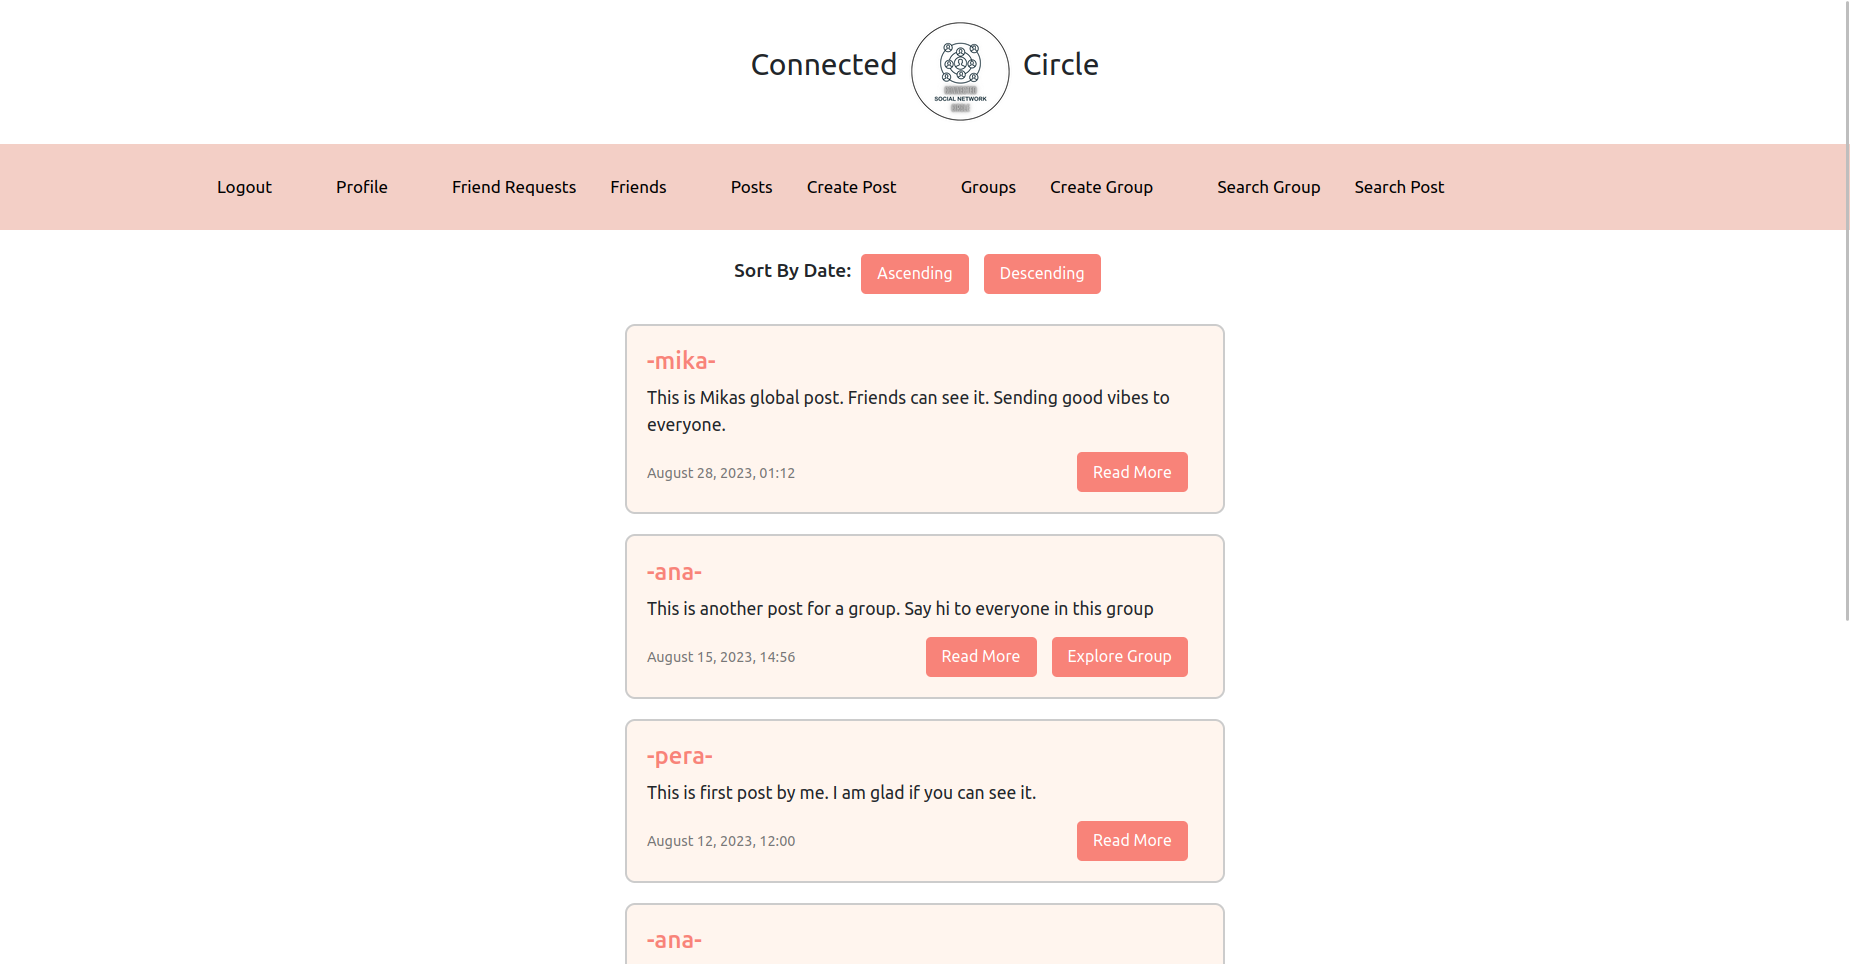 Connected Circle
SOCIAL NETWORK
Logout Profile Friend Requests Friends Posts Create Post Groups Create Group Search Group Search Post
Sort By Date: Ascending Descending
-mika-
This is Mikas global post. Friends can see it. Sending good vibes to
everyone.
August 28, 2023, 01:12 Read More
-ana-
This is another post for a group. Say hi to everyone in this group
August 15, 2023, 14:56 Read More Explore Group
-pera-
This is first post by me. I am glad if you can see it.
August 12, 2023, 12:00 Read More
-ana-